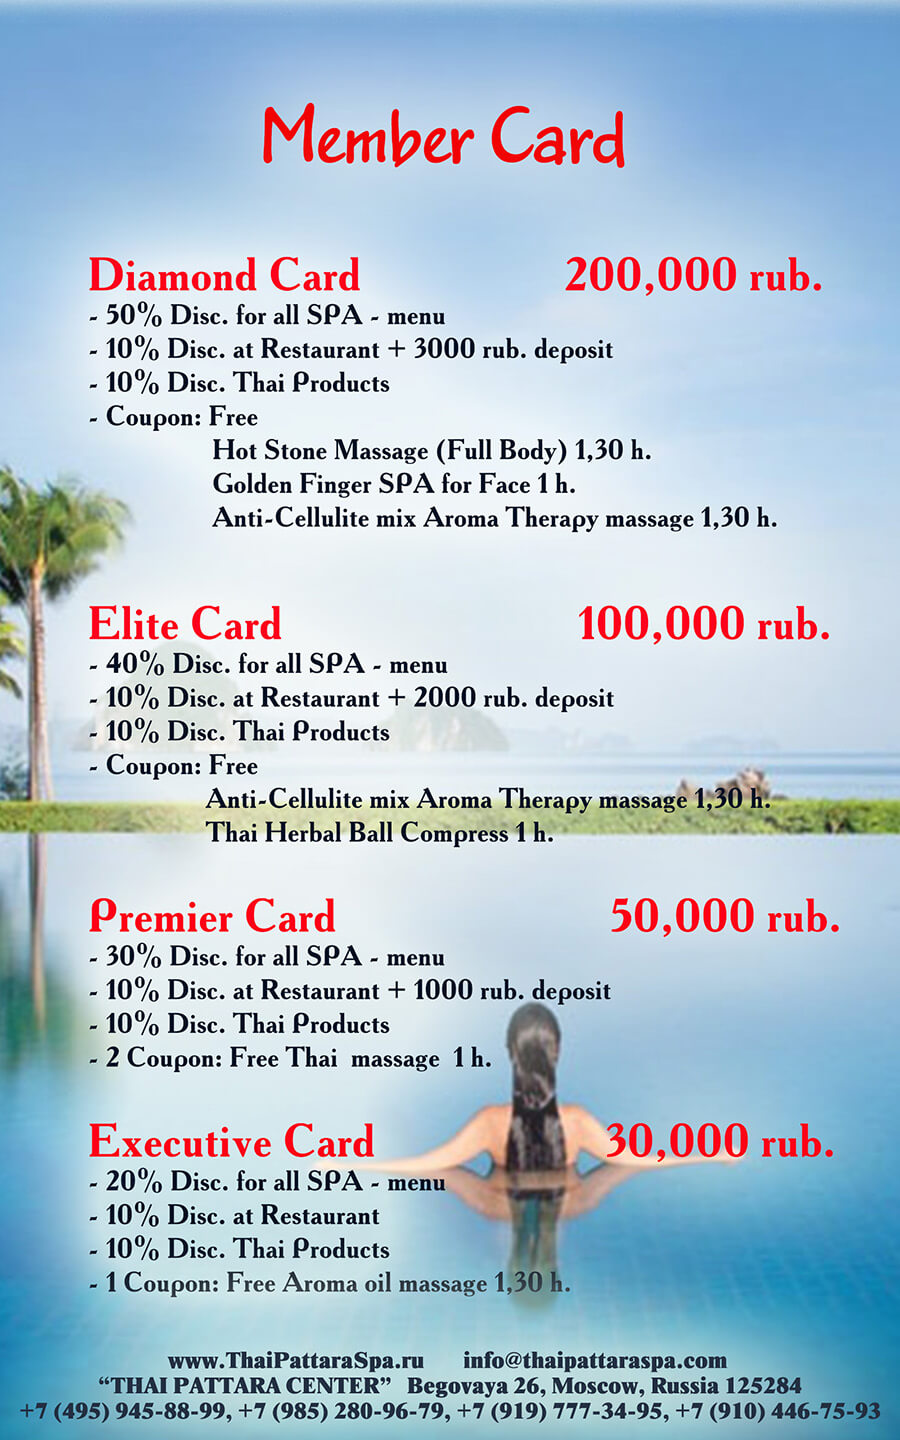 Member Card
Diamond Card 200,000 rub.
- 50% Disc. for all SPA - menu
- 10% Disc. at Restaurant + 3000 rub. deposit
- 10% Disc. Thai Products
- Coupon: Free
Hot Stone Massage (Full Body) 1,30 h.
Golden Finger SPA for Face 1 h.
Anti-Cellulite mix Aroma Therapy massage 1,30 h.
Elite Card 100,000 rub.
- 40% Disc. for all SPA - menu
- 10% Disc. at Restaurant + 2000 rub. deposit
- 10% Disc. Thai Products
- Coupon: Free
Anti-Cellulite mix Aroma Therapy massage 1,30 h.
Thai Herbal Ball Compress 1 h.
Premier Card 50,000 rub.
- 30% Disc. for all SPA - menu
- 10% Disc. at Restaurant + 1000 rub. deposit
- 10% Disc. Thai Products
- 2 Coupon: Free Thai massage 1 h.
Executive Card 30,000 rub.
- 20% Disc. for all SPA - menu
- 10% Disc. at Restaurant
- 10% Disc. Thai Products
- 1 Coupon: Free Aroma oil massage 1,30 h.
www.ThaiPattaraSpa.ru info@thaipattaraspa.com
“THAI PATTARA CENTER” Begovaya 26, Moscow, Russia 125284
+7 (495) 945-88-99, +7 (985) 280-96-79, +7 (919) 777-34-95, +7 (910) 446-75-93